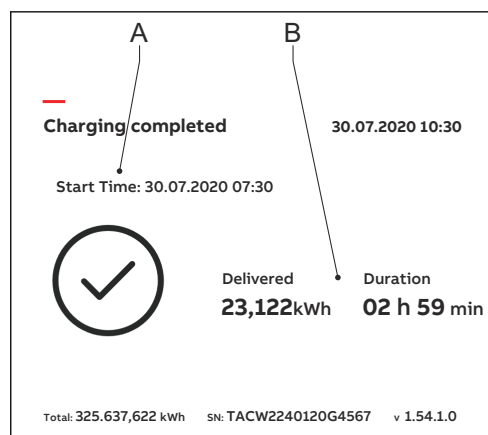 A B
Charging completed 30.07.2020 10:30
Start Time: 30.07.2020 07:30
Delivered Duration
23,122kWh 02 h 59 min
Total: 325.637,622 kWh SN: TACW2240120G4567 v 1.54.1.0